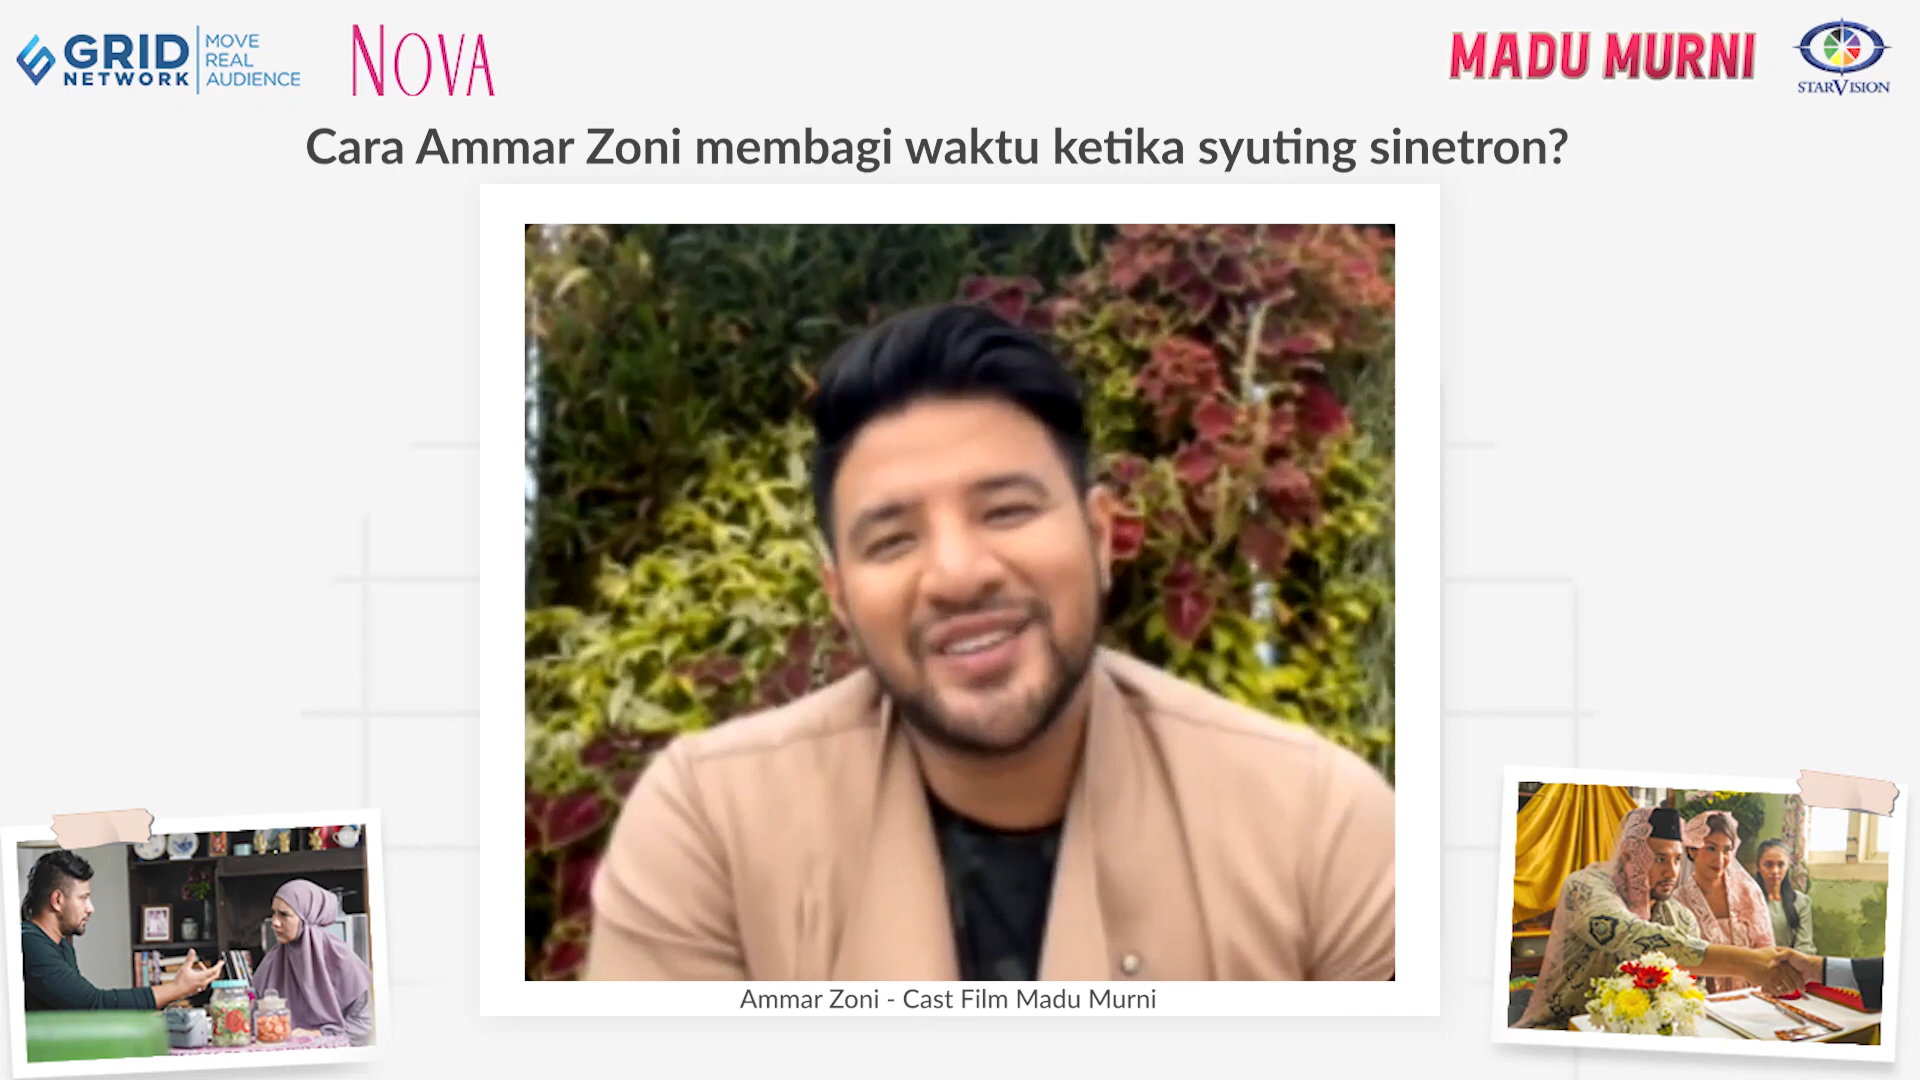 GRID
NETWORK
MOVE
REAL
AUDIENCE
NOVA
MADU MURNI
STARVISION
Cara Ammar Zoni membagi waktu ketika syuting sinetron?
Ammar Zoni - Cast Film Madu Murni